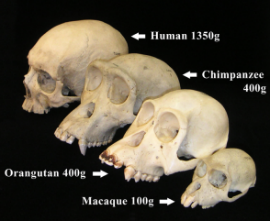 Human 1350g
Chimpanzee
400g
Orangutan 400g
Macaque 100g